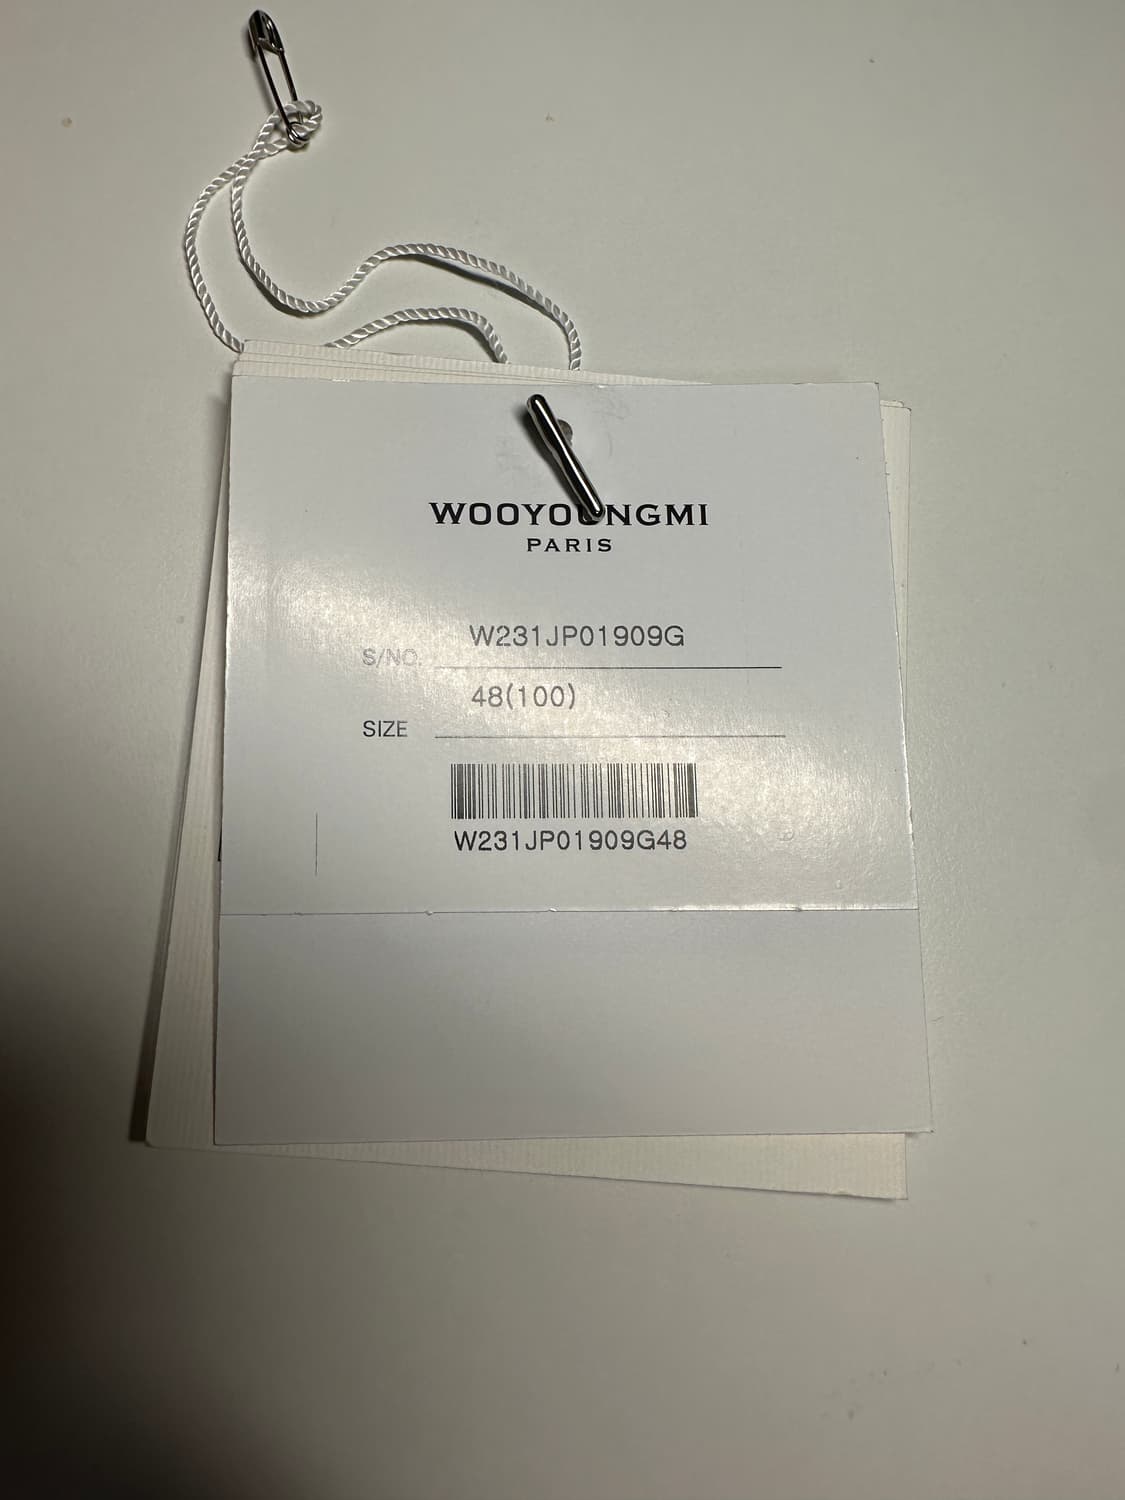 WOOYOUNGMI
PARIS
W231JP01909G
S/NO.
48(100)
SIZE
W231JP01909G48